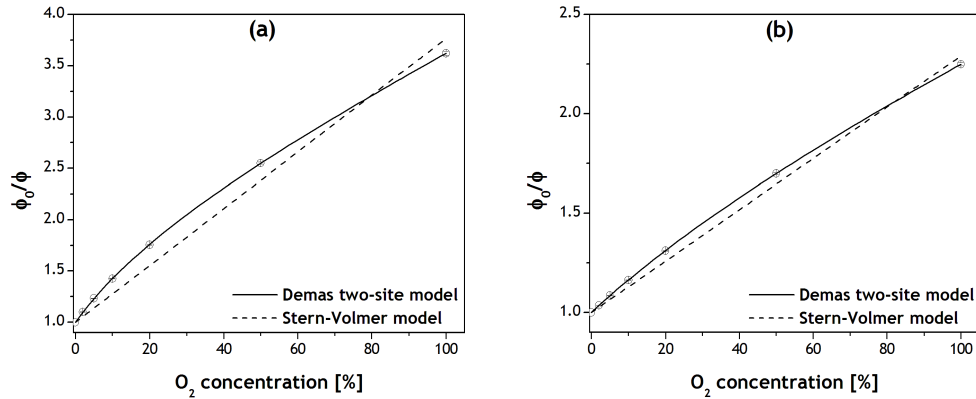 (a)
4.0
3.5
3.0
2.5
2.0
1.5
1.0
ϕ₀/ϕ
Demas two-site model
Stern-Volmer model
0 20 40 60 80 100
O₂ concentration [%]
(b)
2.5
2.0
1.5
1.0
ϕ₀/ϕ
Demas two-site model
Stern-Volmer model
0 20 40 60 80 100
O₂ concentration [%]